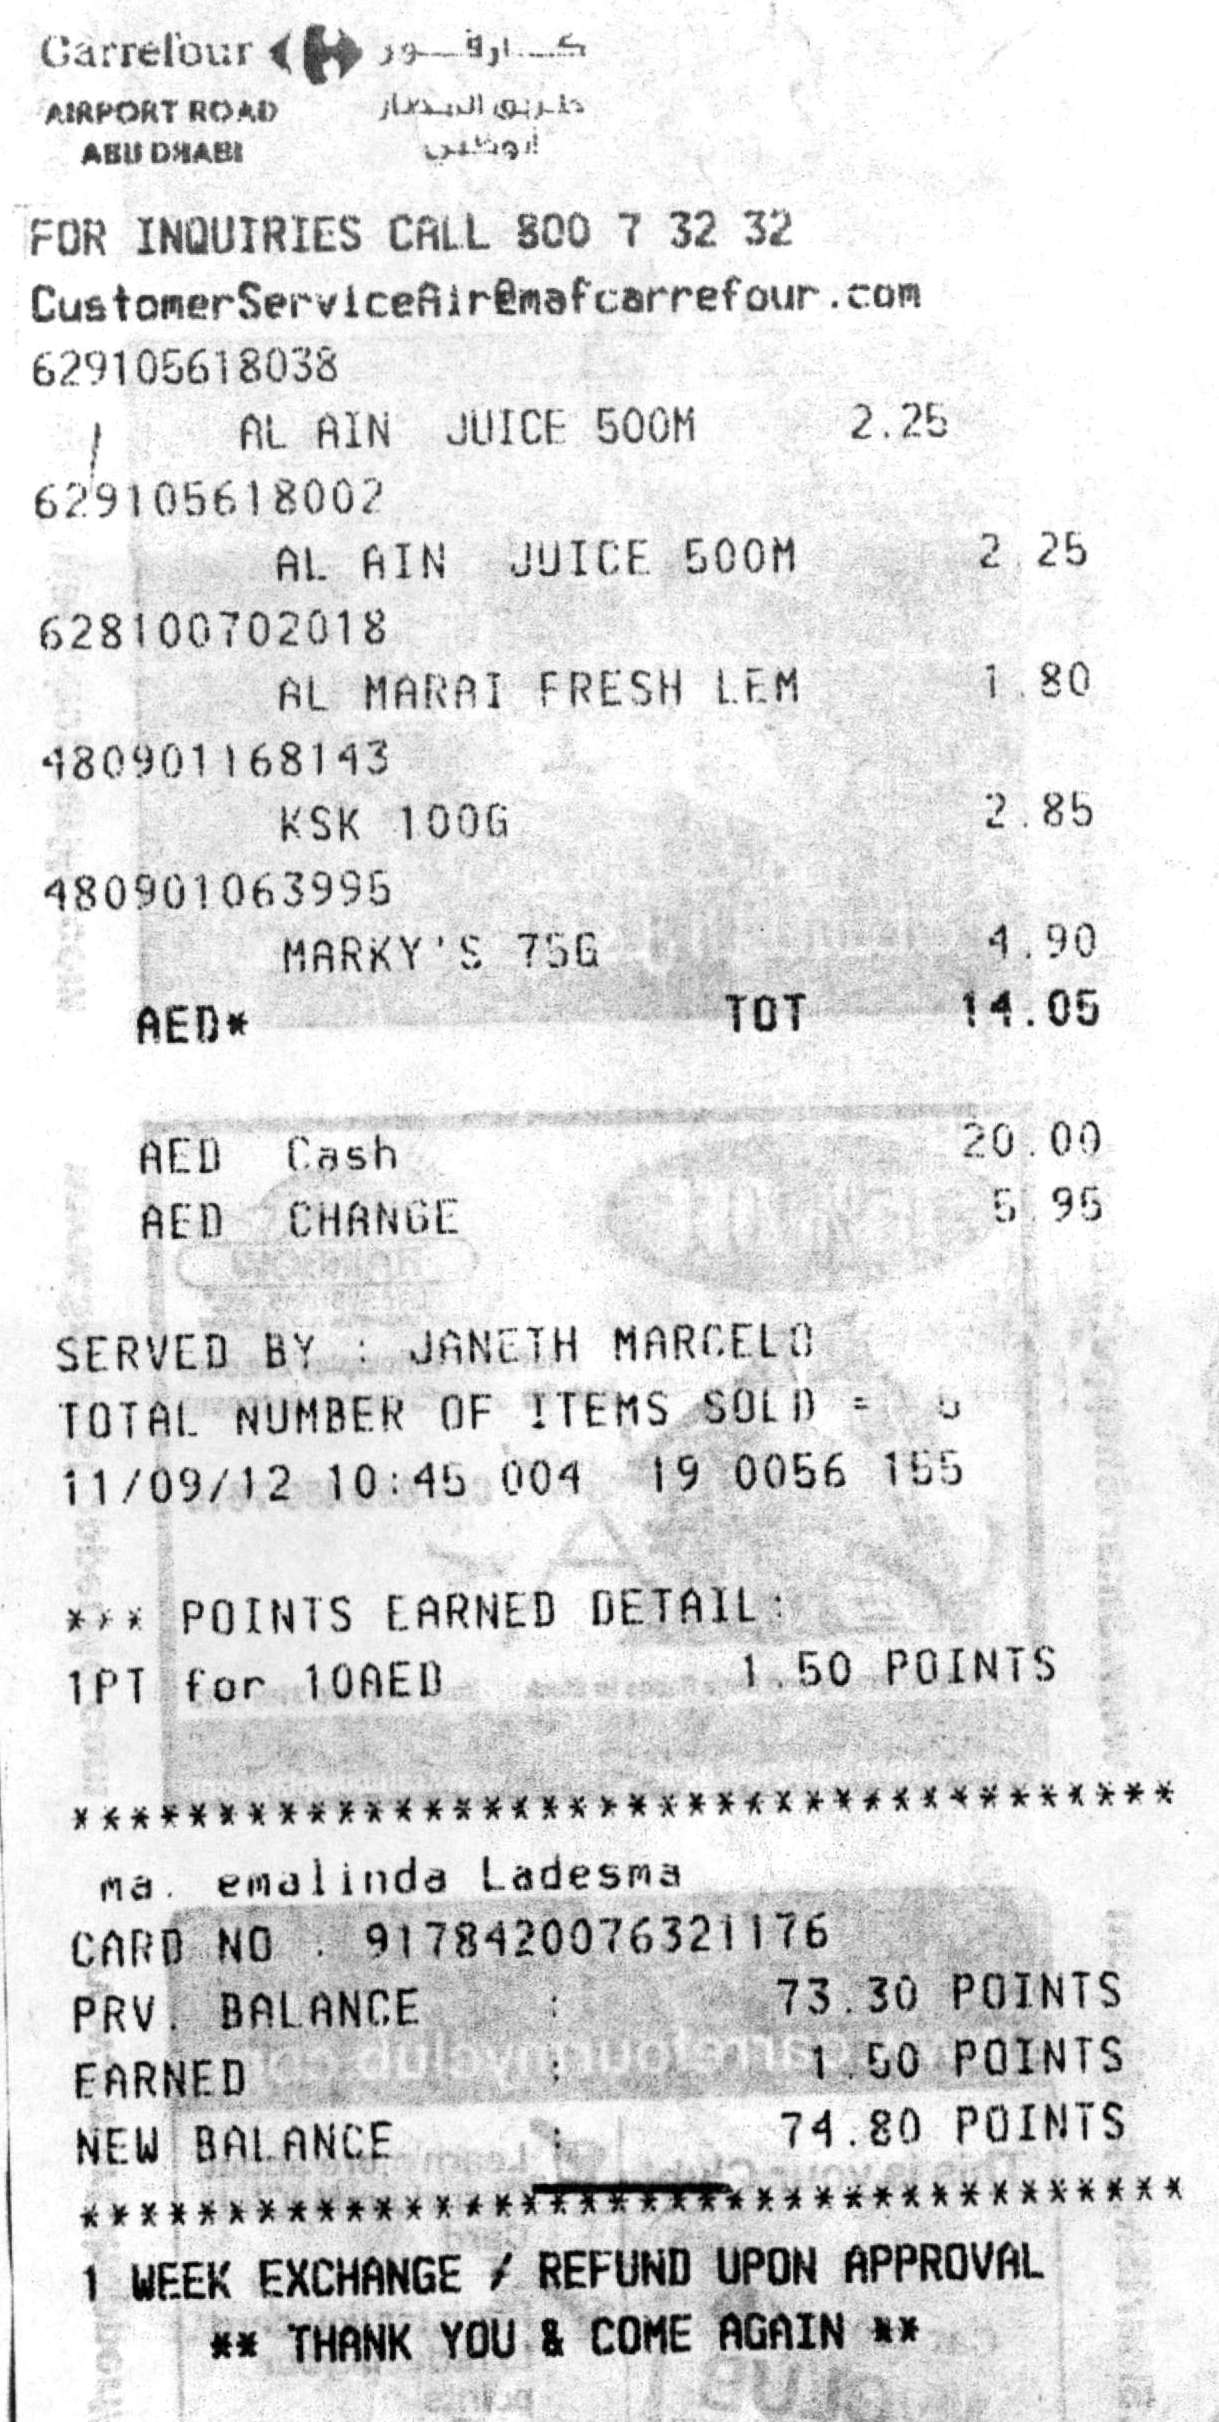 Carrefour كـارفـور
AIRPORT ROAD طريق المطار
ABU DHABI أبوظبي
FOR INQUIRIES CALL 800 7 32 32
CustomerServiceAir@mafcarrefour.com
629105618038
AL AIN JUICE 500M 2.25
629105618002
AL AIN JUICE 500M 2.25
628100702018
AL MARAI FRESH LEM 1.80
480901168143
KSK 100G 2.85
480901063995
MARKY'S 75G 4.90
AED* TOT 14.05
AED Cash 20.00
AED CHANGE 5.95
SERVED BY : JANETH MARCELO
TOTAL NUMBER OF ITEMS SOLD = 5
11/09/12 10:45 004 19 0056 155
*** POINTS EARNED DETAIL:
1PT for 10AED 1.50 POINTS
**************************************
ma. emalinda Ladesma
CARD NO : 9178420076321176
PRV. BALANCE : 73.30 POINTS
EARNED : 1.50 POINTS
NEW BALANCE : 74.80 POINTS
**************************************
1 WEEK EXCHANGE / REFUND UPON APPROVAL
** THANK YOU & COME AGAIN **